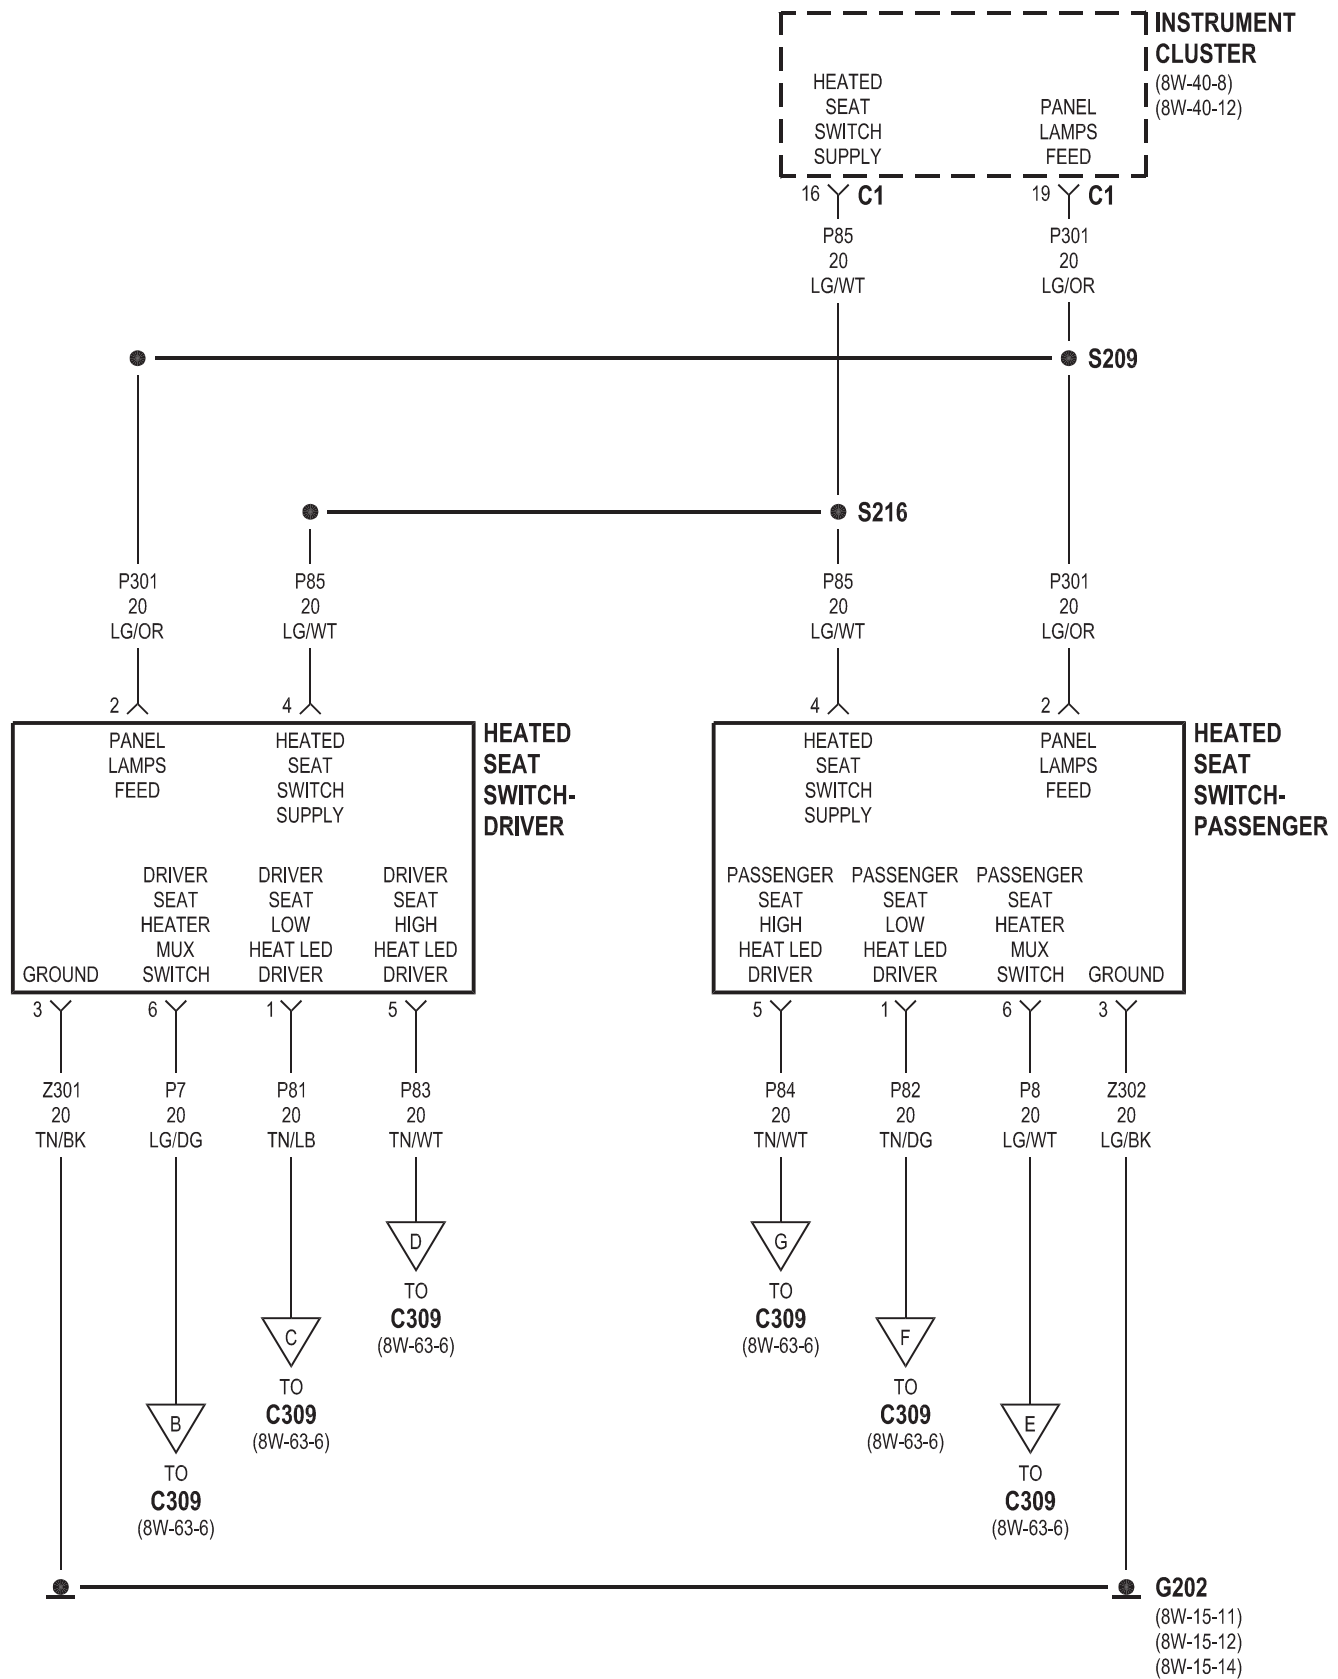 INSTRUMENT
CLUSTER
(8W-40-8)
(8W-40-12)
HEATED
SEAT
SWITCH
SUPPLY
PANEL
LAMPS
FEED
16 C1
19 C1
P85
20
LG/WT
P301
20
LG/OR
S209
S216
P301
20
LG/OR
P85
20
LG/WT
P85
20
LG/WT
P301
20
LG/OR
2
4
4
2
HEATED
SEAT
SWITCH-
DRIVER
PANEL
LAMPS
FEED
HEATED
SEAT
SWITCH
SUPPLY
GROUND
DRIVER
SEAT
HEATER
MUX
SWITCH
DRIVER
SEAT
LOW
HEAT LED
DRIVER
DRIVER
SEAT
HIGH
HEAT LED
DRIVER
HEATED
SEAT
SWITCH-
PASSENGER
HEATED
SEAT
SWITCH
SUPPLY
PANEL
LAMPS
FEED
PASSENGER
SEAT
HIGH
HEAT LED
DRIVER
PASSENGER
SEAT
LOW
HEAT LED
DRIVER
PASSENGER
SEAT
HEATER
MUX
SWITCH
GROUND
3
6
1
5
5
1
6
3
Z301
20
TN/BK
P7
20
LG/DG
P81
20
TN/LB
P83
20
TN/WT
P84
20
TN/WT
P82
20
TN/DG
P8
20
LG/WT
Z302
20
LG/BK
D
TO
C309
(8W-63-6)
G
TO
C309
(8W-63-6)
C
TO
C309
(8W-63-6)
F
TO
C309
(8W-63-6)
B
TO
C309
(8W-63-6)
E
TO
C309
(8W-63-6)
G202
(8W-15-11)
(8W-15-12)
(8W-15-14)